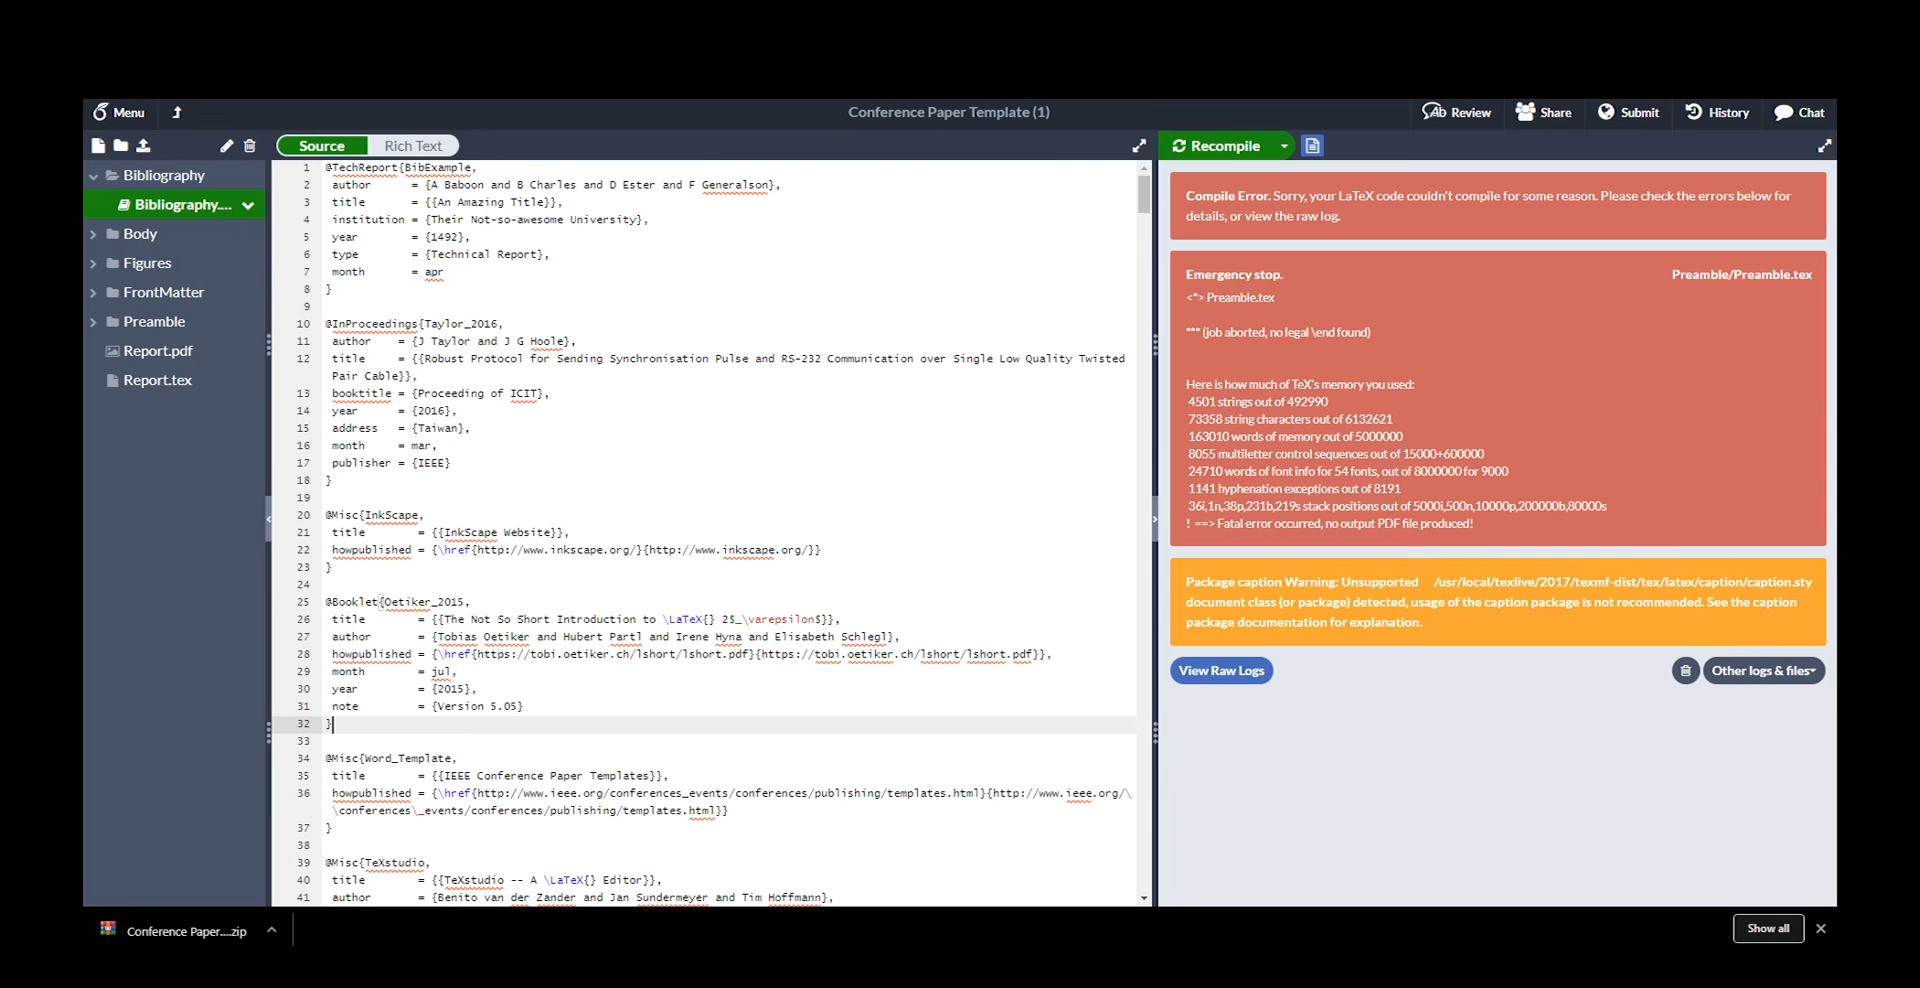 Menu
Conference Paper Template (1)
Review
Share
Submit
History
Chat
Source
Rich Text
Recompile
Bibliography
Bibliography....
Body
Figures
FrontMatter
Preamble
Report.pdf
Report.tex
1 @TechReport{BibExample,
2 author = {A Baboon and B Charles and D Ester and F Generalson},
3 title = {{An Amazing Title}},
4 institution = {Their Not-so-awesome University},
5 year = {1492},
6 type = {Technical Report},
7 month = apr
8 }
9
10 @InProceedings{Taylor_2016,
11 author = {J Taylor and J G Hoole},
12 title = {{Robust Protocol for Sending Synchronisation Pulse and RS-232 Communication over Single Low Quality Twisted
Pair Cable}},
13 booktitle = {Proceeding of ICIT},
14 year = {2016},
15 address = {Taiwan},
16 month = mar,
17 publisher = {IEEE}
18 }
19
20 @Misc{InkScape,
21 title = {{InkScape Website}},
22 howpublished = {\href{http://www.inkscape.org/}{http://www.inkscape.org/}}
23 }
24
25 @Booklet{Oetiker_2015,
26 title = {{The Not So Short Introduction to \LaTeX{} 2$_\varepsilon$}},
27 author = {Tobias Oetiker and Hubert Partl and Irene Hyna and Elisabeth Schlegl},
28 howpublished = {\href{https://tobi.oetiker.ch/lshort/lshort.pdf}{https://tobi.oetiker.ch/lshort/lshort.pdf}},
29 month = jul,
30 year = {2015},
31 note = {Version 5.05}
32 }
33
34 @Misc{Word_Template,
35 title = {{IEEE Conference Paper Templates}},
36 howpublished = {\href{http://www.ieee.org/conferences_events/conferences/publishing/templates.html}{http://www.ieee.org/\
\conferences\_events/conferences/publishing/templates.html}}
37 }
38
39 @Misc{TeXstudio,
40 title = {{TeXstudio -- A \LaTeX{} Editor}},
41 author = {Benito van der Zander and Jan Sundermeyer and Tim Hoffmann},
Compile Error. Sorry, your LaTeX code couldn't compile for some reason. Please check the errors below for
details, or view the raw log.
Emergency stop. Preamble/Preamble.tex
<*> Preamble.tex
*** (job aborted, no legal \end found)
Here is how much of TeX's memory you used:
4501 strings out of 492990
73358 string characters out of 6132621
163010 words of memory out of 5000000
8055 multiletter control sequences out of 15000+600000
24710 words of font info for 54 fonts, out of 8000000 for 9000
1141 hyphenation exceptions out of 8191
36i,1n,38p,231b,219s stack positions out of 5000i,500n,10000p,200000b,80000s
! ==> Fatal error occurred, no output PDF file produced!
Package caption Warning: Unsupported /usr/local/texlive/2017/texmf-dist/tex/latex/caption/caption.sty
document class (or package) detected, usage of the caption package is not recommended. See the caption
package documentation for explanation.
View Raw Logs
Other logs & files
Conference Paper....zip
Show all